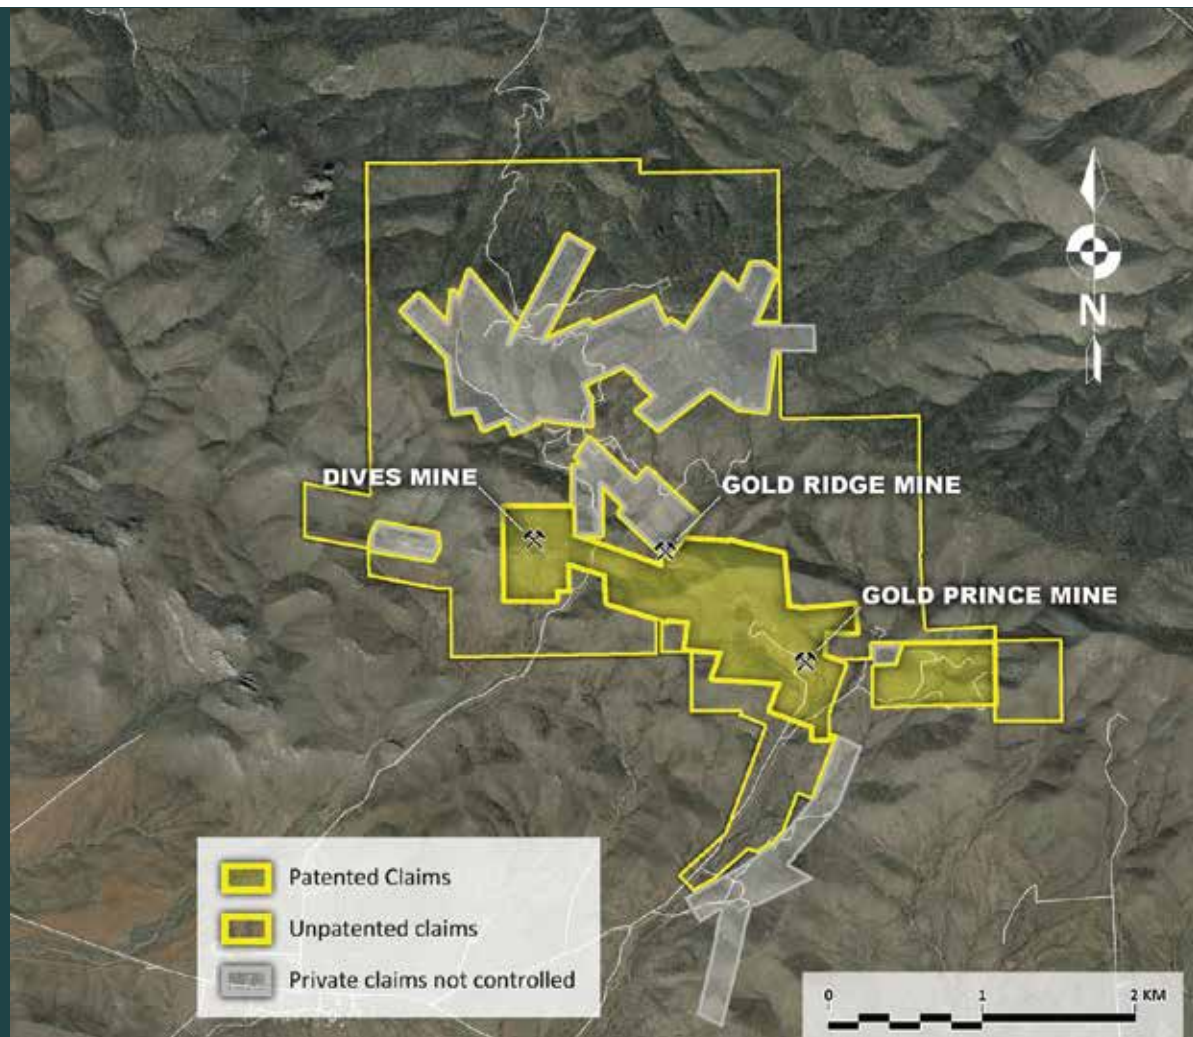 N
DIVES MINE
GOLD RIDGE MINE
GOLD PRINCE MINE
Patented Claims
Unpatented claims
Private claims not controlled
0 1 2 KM